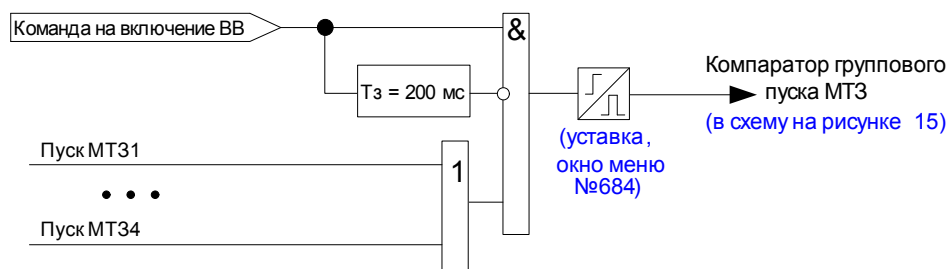 Команда на включение ВВ
&
Тз = 200 мс
Компаратор группового
пуска МТЗ
(в схему на рисунке 15)
(уставка,
окно меню
№684)
Пуск МТЗ1
1
• • •
Пуск МТЗ4